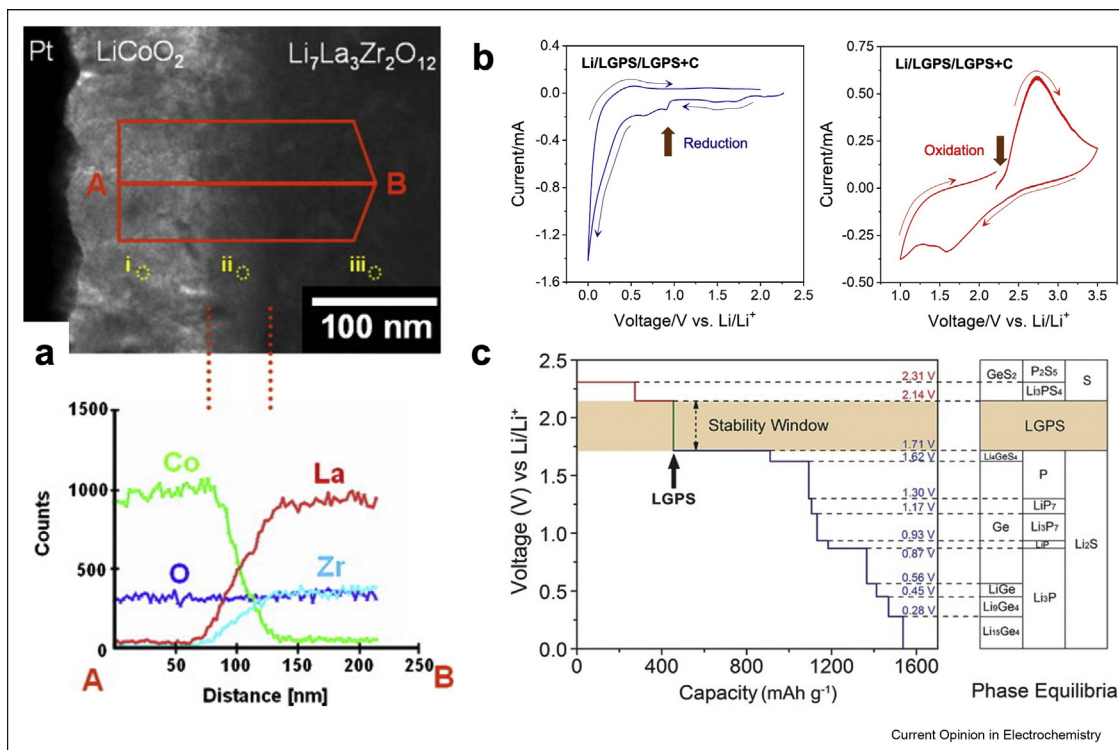 Pt LiCoO₂ Li₇La₃Zr₂O₁₂
A B
i ii iii
100 nm
a
1500
1000
500
0
Counts
Co
La
O
Zr
0 50 100 150 200 250
A Distance [nm] B
b
Li/LGPS/LGPS+C
0.4
0.0
-0.4
-0.8
-1.2
-1.6
Current/mA
Reduction
0.0 0.5 1.0 1.5 2.0 2.5
Voltage/V vs. Li/Li⁺
Li/LGPS/LGPS+C
0.75
0.50
0.25
0.00
-0.25
-0.50
Current/mA
Oxidation
1.0 1.5 2.0 2.5 3.0 3.5
Voltage/V vs. Li/Li⁺
c
2.5
2.0
1.5
1.0
0.5
0.0
Voltage (V) vs Li/Li⁺
2.31 V
2.14 V
Stability Window
1.71 V
1.62 V
LGPS
1.30 V
1.17 V
0.93 V
0.87 V
0.56 V
0.45 V
0.28 V
0 400 800 1200 1600
Capacity (mAh g⁻¹)
GeS₂ P₂S₅ S
Li₃PS₄
LGPS
Li₄GeS₄
P
LiP₇
Ge Li₃P₇ Li₂S
LiP
Li₃P
LiGe
Li₉Ge₄
Li₁₅Ge₄
Phase Equilibria
Current Opinion in Electrochemistry